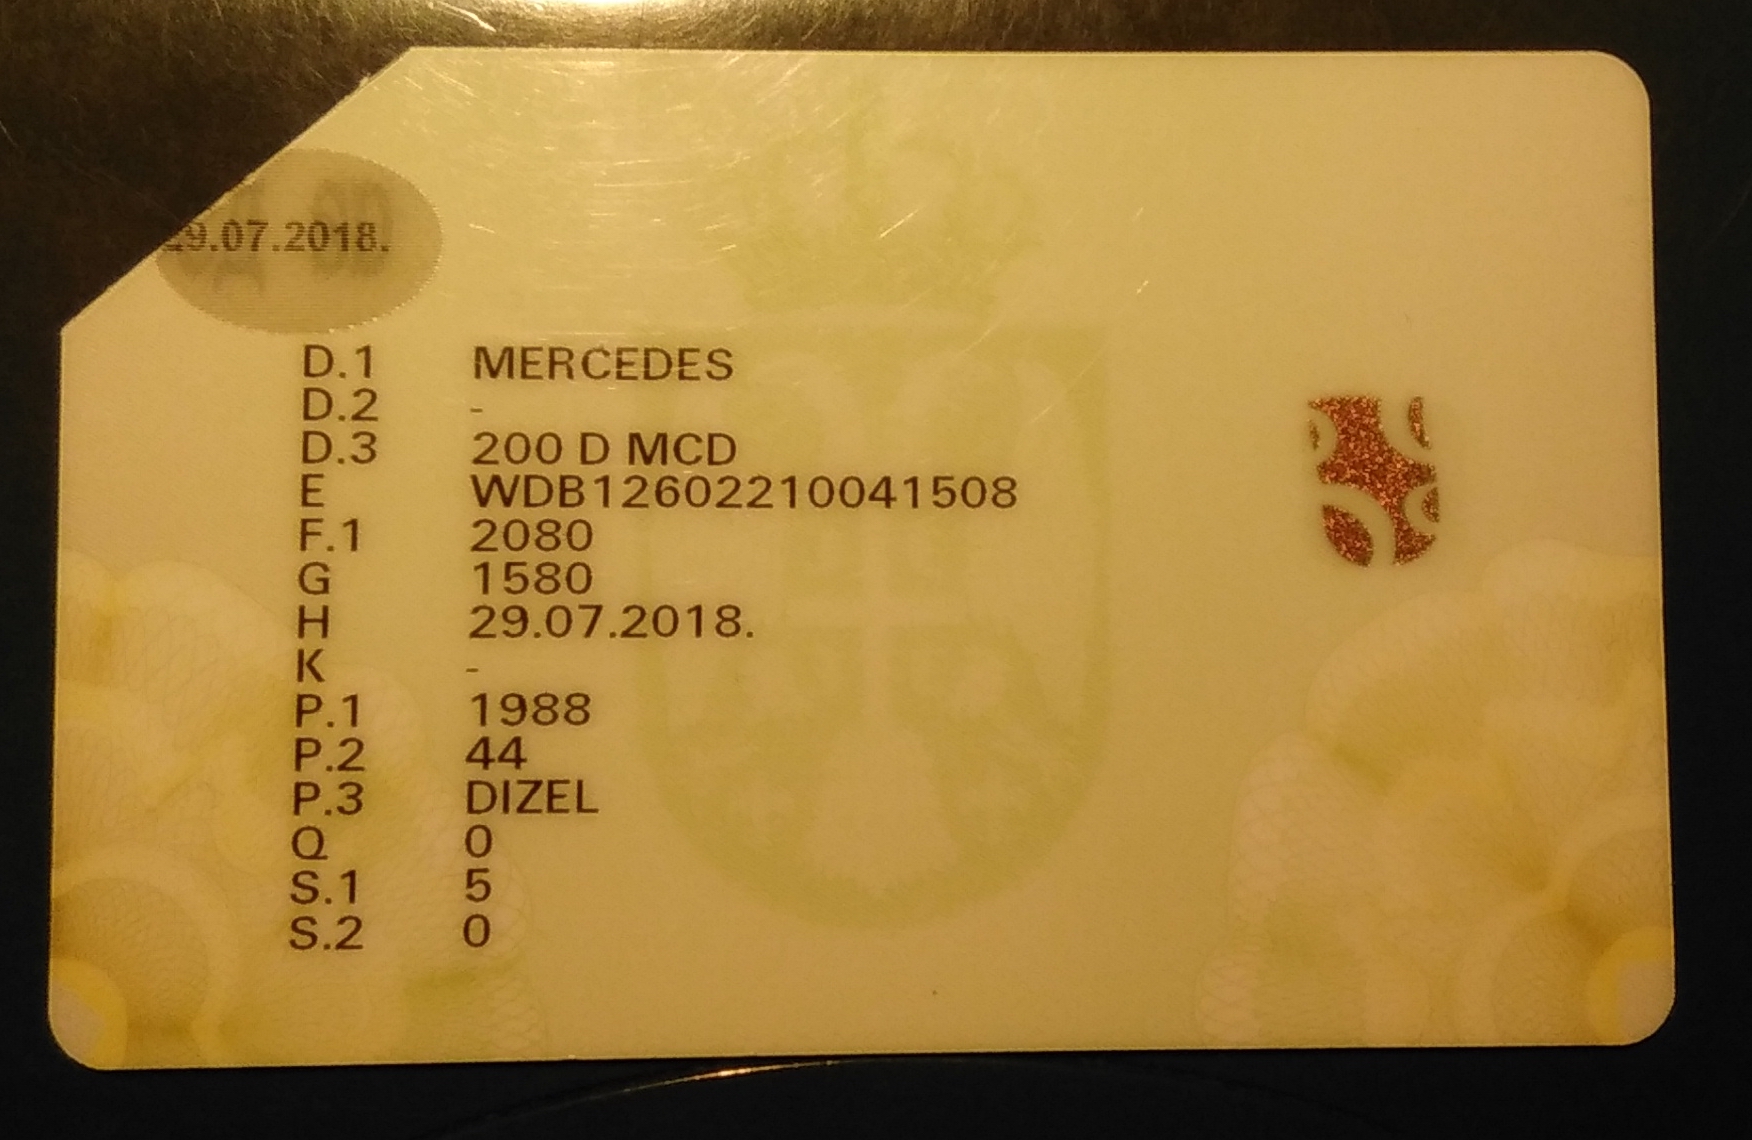 29.07.2018.
D.1 MERCEDES
D.2 -
D.3 200 D MCD
E WDB12602210041508
F.1 2080
G 1580
H 29.07.2018.
K -
P.1 1988
P.2 44
P.3 DIZEL
Q 0
S.1 5
S.2 0